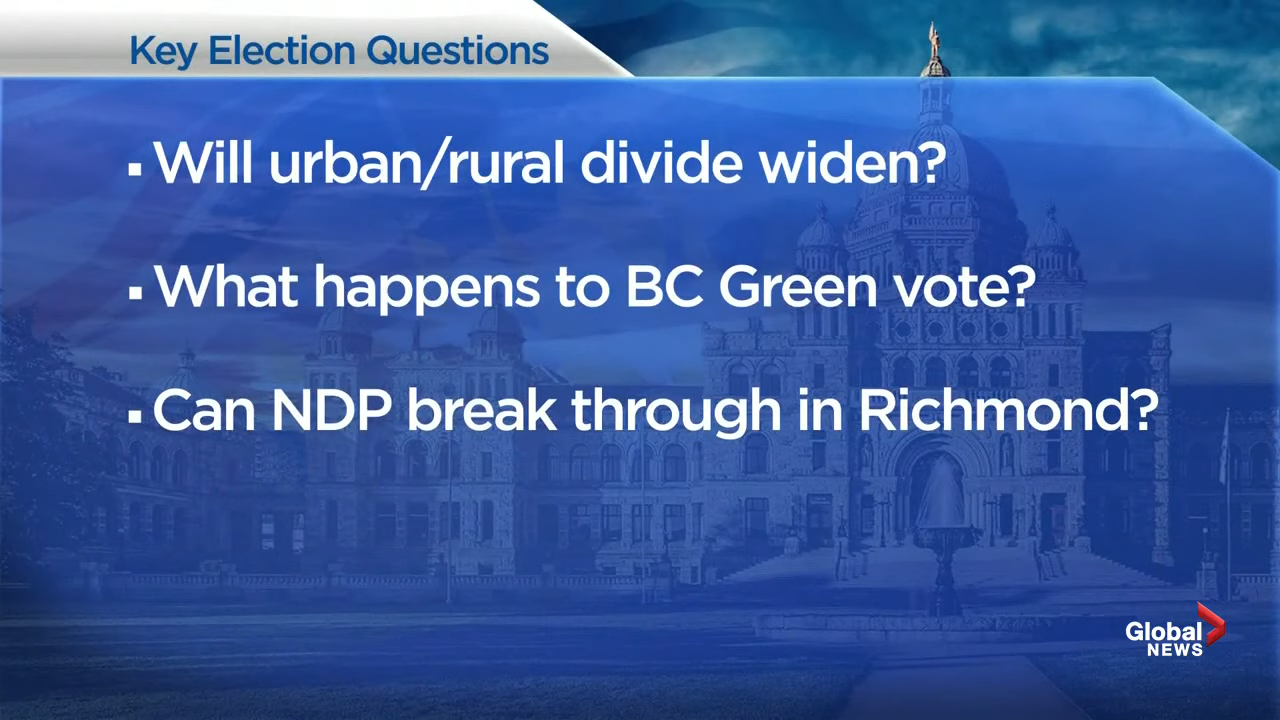 Key Election Questions
▪ Will urban/rural divide widen?
▪ What happens to BC Green vote?
▪ Can NDP break through in Richmond?
Global
NEWS